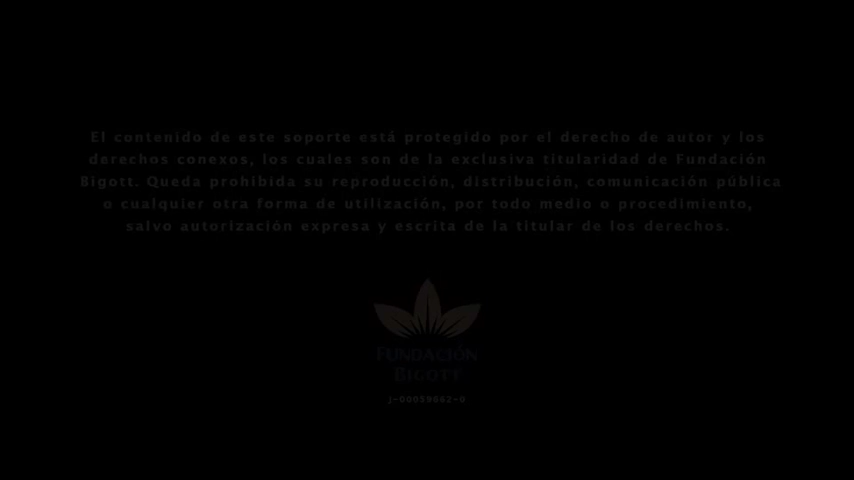 El contenido de este soporte está protegido por el derecho de autor y los
derechos conexos, los cuales son de la exclusiva titularidad de Fundación
Bigott. Queda prohibida su reproducción, distribución, comunicación pública
o cualquier otra forma de utilización, por todo medio o procedimiento,
salvo autorización expresa y escrita de la titular de los derechos.
FUNDACIÓN
BIGOTT
J-00059862-0